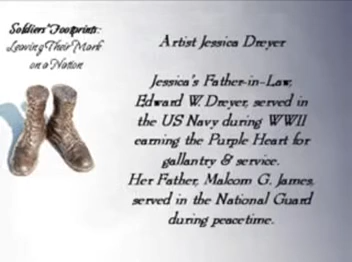 Soldiers' Footprints:
Leaving Their Mark
on a Nation
Artist Jessica Dreyer
Jessica's Father-in-Law,
Edward W. Dreyer, served in
the US Navy during WWII
earning the Purple Heart for
gallantry & service.
Her Father, Malcom G. James,
served in the National Guard
during peacetime.